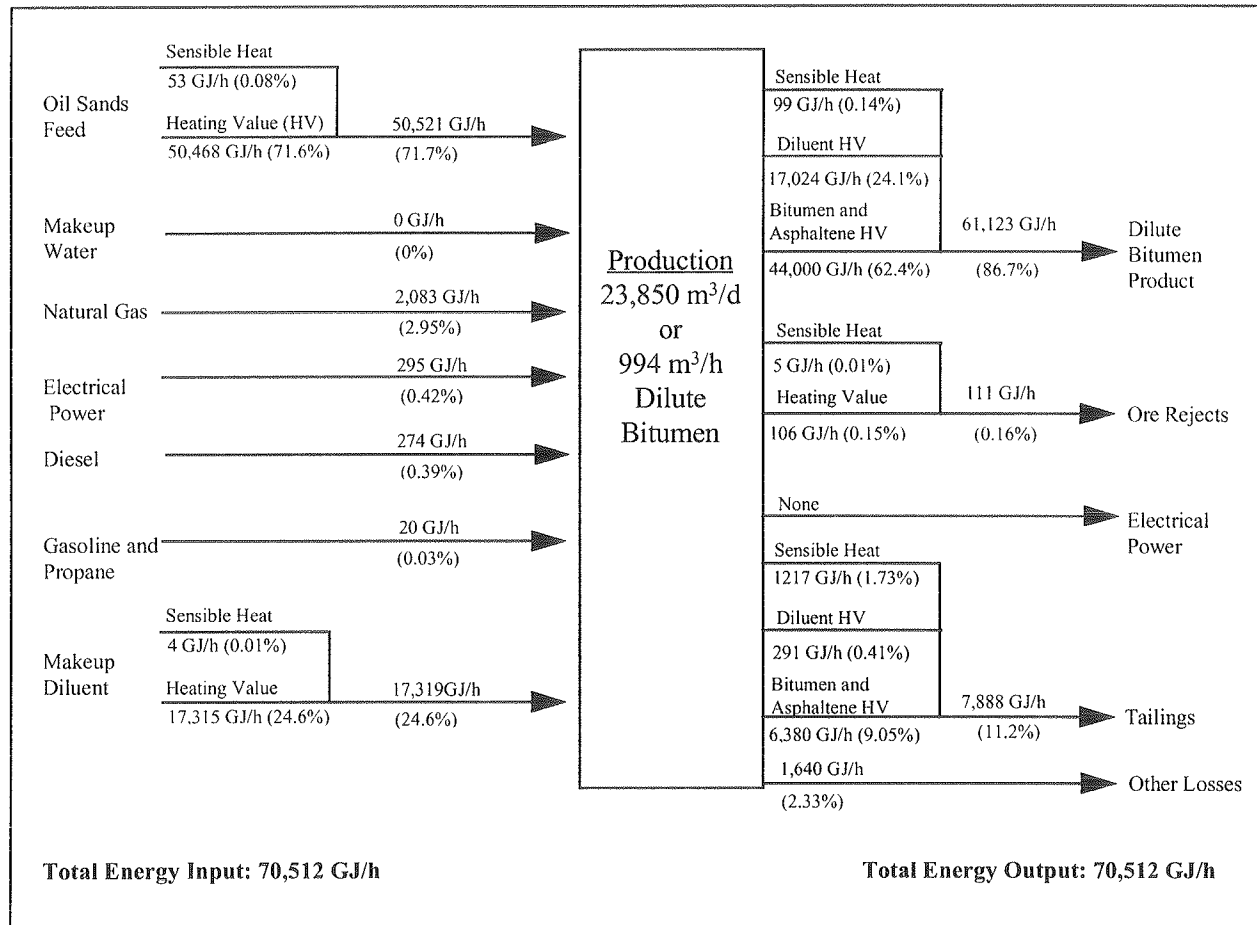 Sensible Heat
53 GJ/h (0.08%)
Oil Sands
Feed
Heating Value (HV)
50,468 GJ/h (71.6%)
50,521 GJ/h
(71.7%)
Makeup
Water
0 GJ/h
(0%)
Natural Gas
2,083 GJ/h
(2.95%)
Electrical
Power
295 GJ/h
(0.42%)
Diesel
274 GJ/h
(0.39%)
Gasoline and
Propane
20 GJ/h
(0.03%)
Sensible Heat
4 GJ/h (0.01%)
Makeup
Diluent
Heating Value
17,315 GJ/h (24.6%)
17,319GJ/h
(24.6%)
Production
23,850 m³/d
or
994 m³/h
Dilute
Bitumen
Sensible Heat
99 GJ/h (0.14%)
Diluent HV
17,024 GJ/h (24.1%)
Bitumen and
Asphaltene HV
44,000 GJ/h (62.4%)
61,123 GJ/h
(86.7%)
Dilute
Bitumen
Product
Sensible Heat
5 GJ/h (0.01%)
Heating Value
106 GJ/h (0.15%)
111 GJ/h
(0.16%)
Ore Rejects
None
Electrical
Power
Sensible Heat
1217 GJ/h (1.73%)
Diluent HV
291 GJ/h (0.41%)
Bitumen and
Asphaltene HV
6,380 GJ/h (9.05%)
7,888 GJ/h
(11.2%)
Tailings
1,640 GJ/h
(2.33%)
Other Losses
Total Energy Input: 70,512 GJ/h
Total Energy Output: 70,512 GJ/h